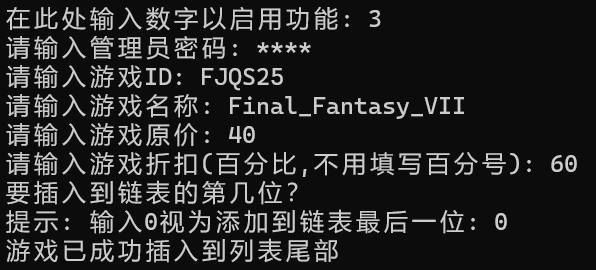 在此处输入数字以启用功能: 3
请输入管理员密码: ****
请输入游戏ID: FJQS25
请输入游戏名称: Final_Fantasy_VII
请输入游戏原价: 40
请输入游戏折扣(百分比,不用填写百分号): 60
要插入到链表的第几位?
提示: 输入0视为添加到链表最后一位: 0
游戏已成功插入到列表尾部